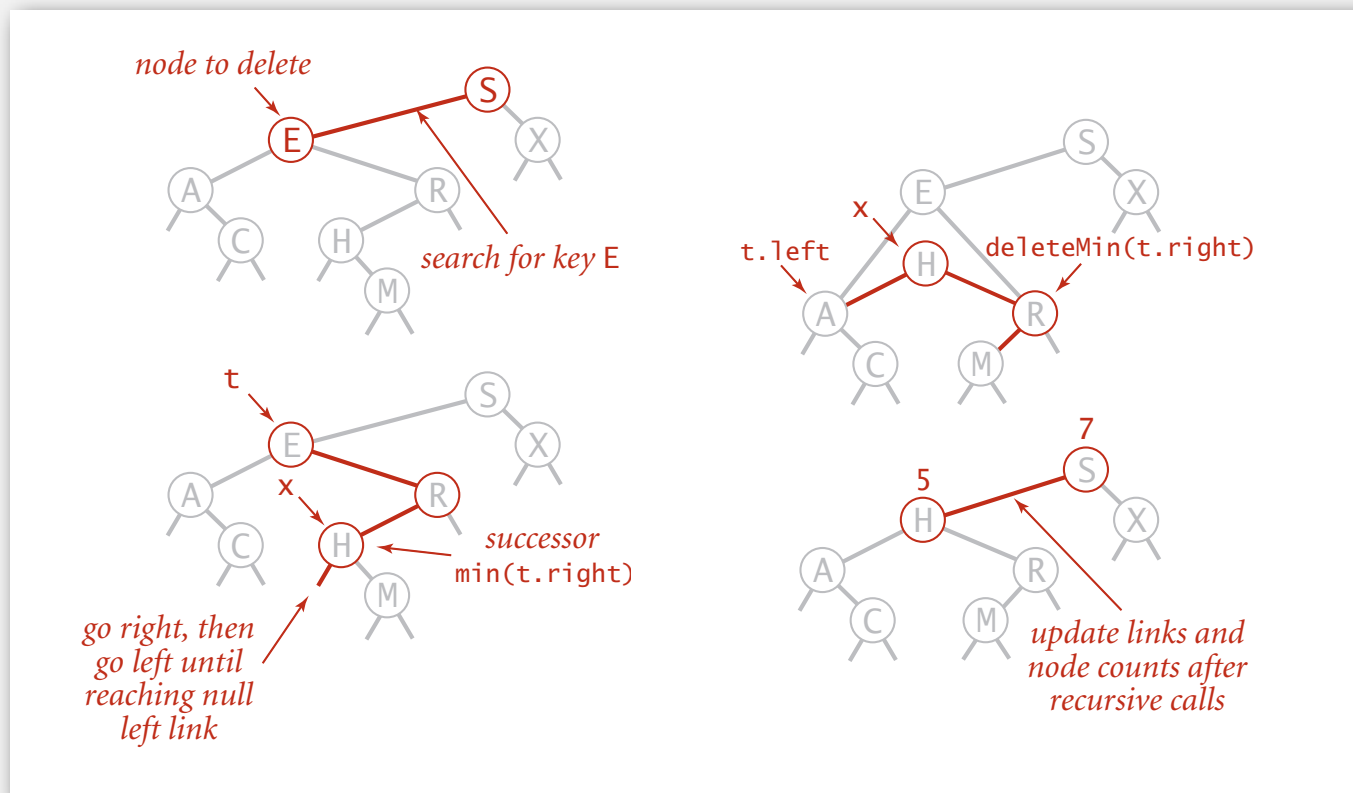 node to delete
S
E
X
A
R
C
H
search for key E
M
t
S
E
X
A
x
R
C
H
successor
min(t.right)
M
go right, then
go left until
reaching null
left link
S
E
X
x
t.left
H
deleteMin(t.right)
A
R
C
M
7
5
S
H
X
A
R
C
M
update links and
node counts after
recursive calls